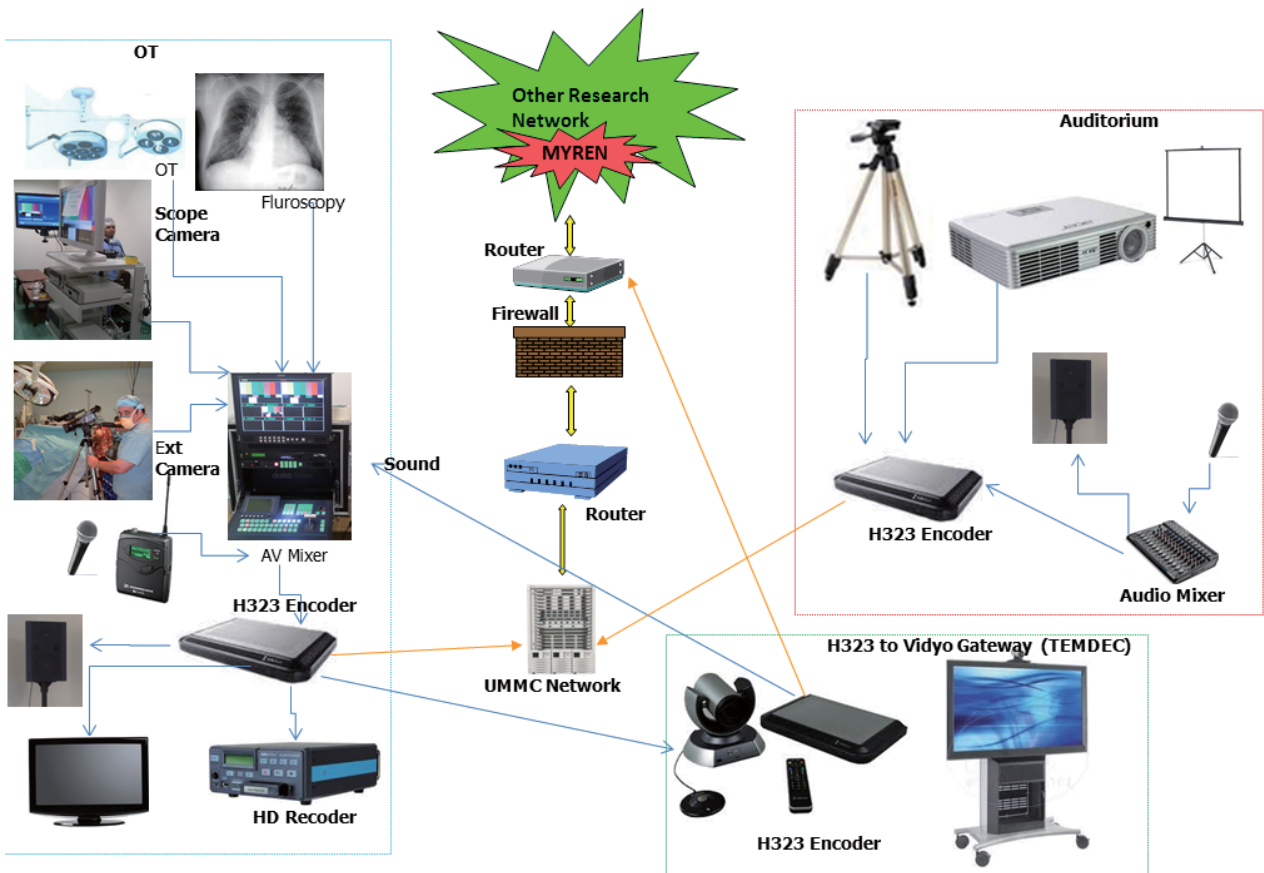 OT
Other Research
Network
MYREN
Auditorium
OT
Fluroscopy
Scope
Camera
Router
Firewall
Ext
Camera
Sound
Router
H323 Encoder
AV Mixer
Audio Mixer
H323 Encoder
UMMC Network
H323 to Vidyo Gateway (TEMDEC)
HD Recoder
H323 Encoder